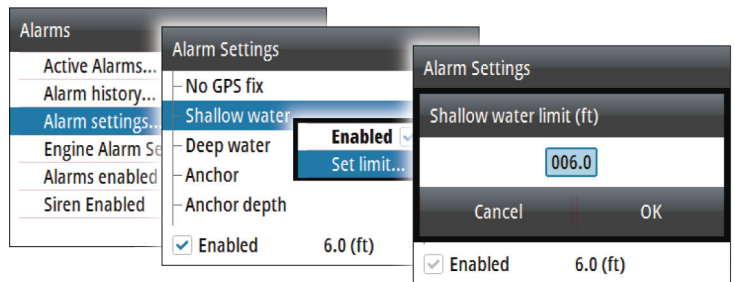 Alarms
Active Alarms...
Alarm history...
Alarm settings...
Engine Alarm Se
Alarms enabled
Siren Enabled
Alarm Settings
No GPS fix
Shallow water
Deep water
Anchor
Anchor depth
Enabled 6.0 (ft)
Enabled
Set limit...
Alarm Settings
Shallow water limit (ft)
006.0
Cancel OK
Enabled 6.0 (ft)